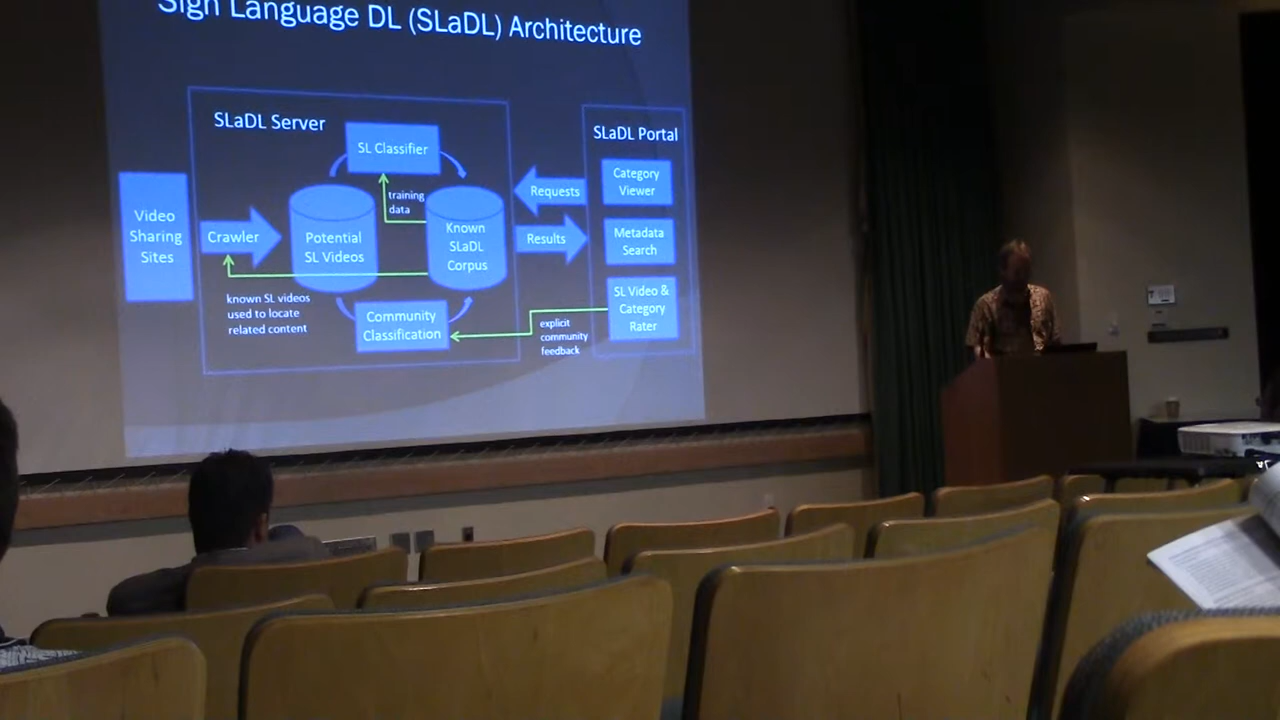 Sign Language DL (SLaDL) Architecture
SLaDL Server
SL Classifier
training
data
Video
Sharing
Sites
Crawler
Potential
SL Videos
Known
SLaDL
Corpus
known SL videos
used to locate
related content
Community
Classification
Requests
Results
explicit
community
feedback
SLaDL Portal
Category
Viewer
Metadata
Search
SL Video &
Category
Rater